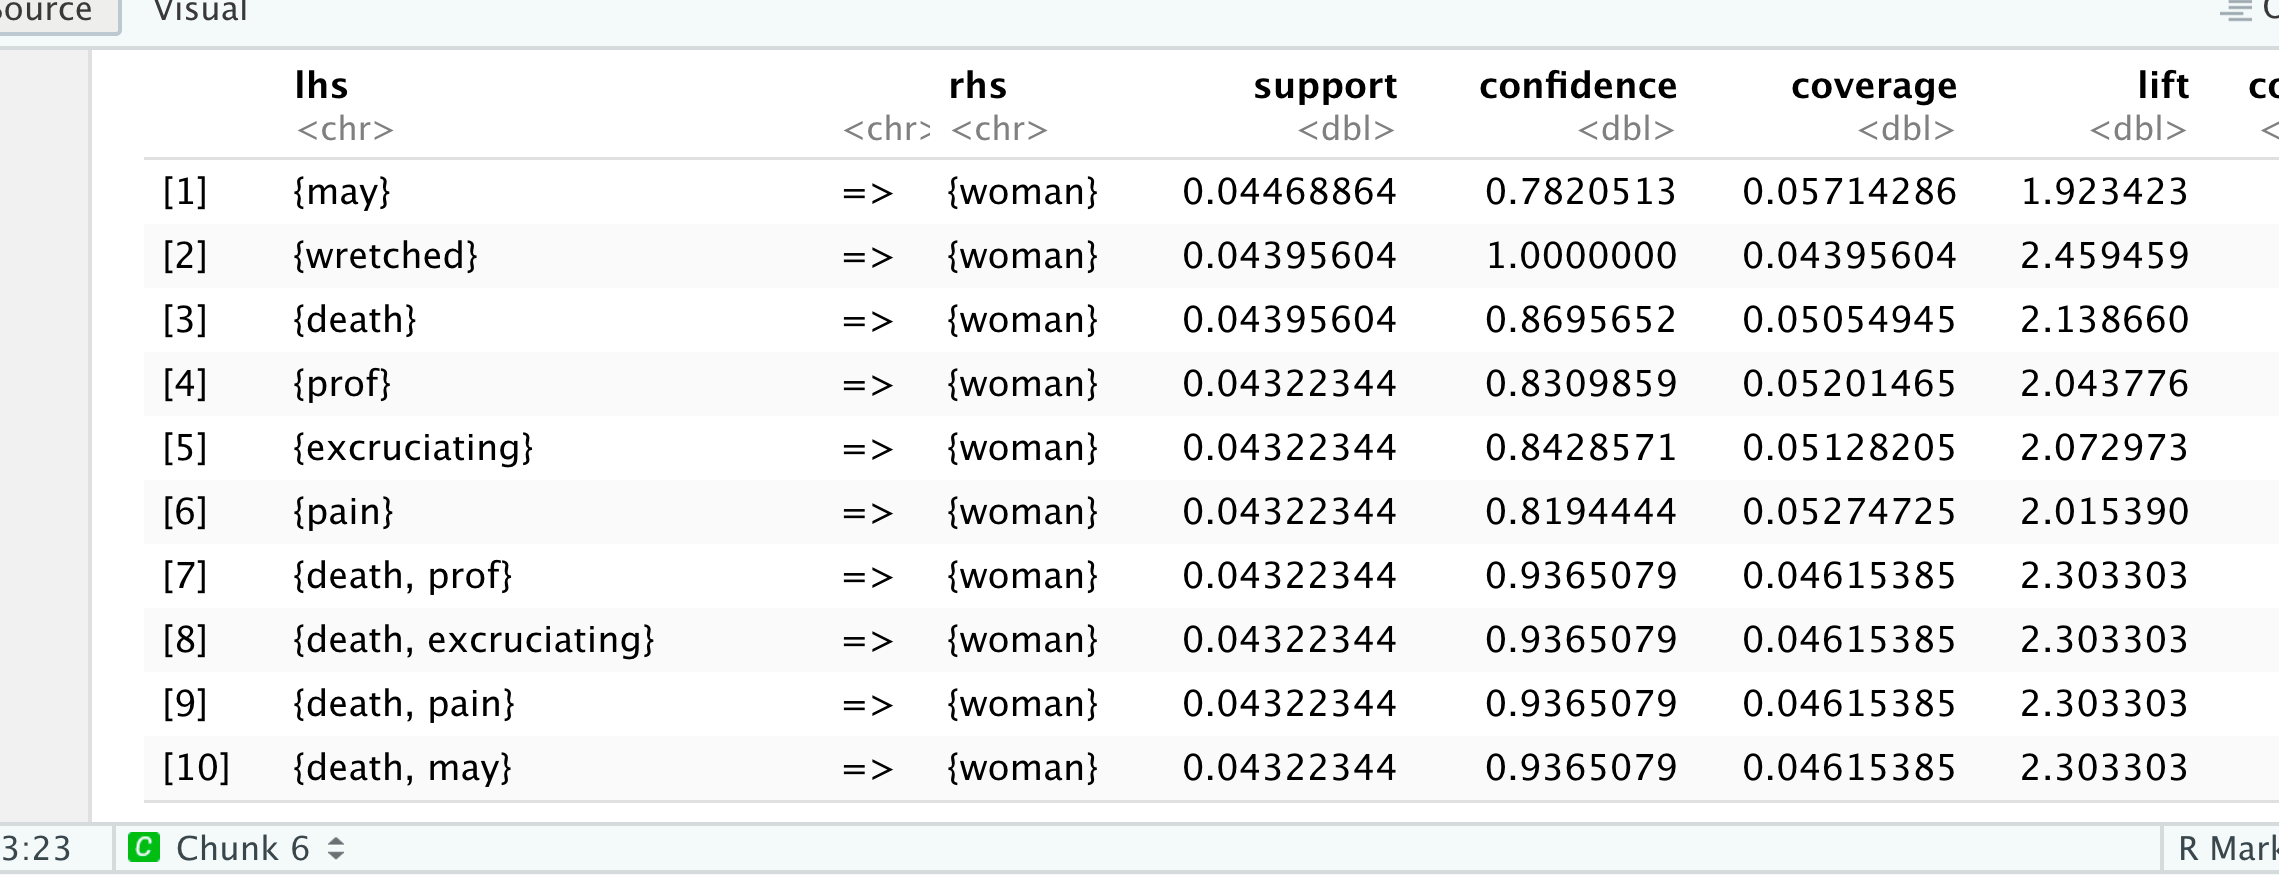 Visual
lhs rhs support confidence coverage lift
<chr> <chr> <chr> <dbl> <dbl> <dbl> <dbl>
[1] {may} => {woman} 0.04468864 0.7820513 0.05714286 1.923423
[2] {wretched} => {woman} 0.04395604 1.0000000 0.04395604 2.459459
[3] {death} => {woman} 0.04395604 0.8695652 0.05054945 2.138660
[4] {prof} => {woman} 0.04322344 0.8309859 0.05201465 2.043776
[5] {excruciating} => {woman} 0.04322344 0.8428571 0.05128205 2.072973
[6] {pain} => {woman} 0.04322344 0.8194444 0.05274725 2.015390
[7] {death, prof} => {woman} 0.04322344 0.9365079 0.04615385 2.303303
[8] {death, excruciating} => {woman} 0.04322344 0.9365079 0.04615385 2.303303
[9] {death, pain} => {woman} 0.04322344 0.9365079 0.04615385 2.303303
[10] {death, may} => {woman} 0.04322344 0.9365079 0.04615385 2.303303
3:23 C Chunk 6 R Mark